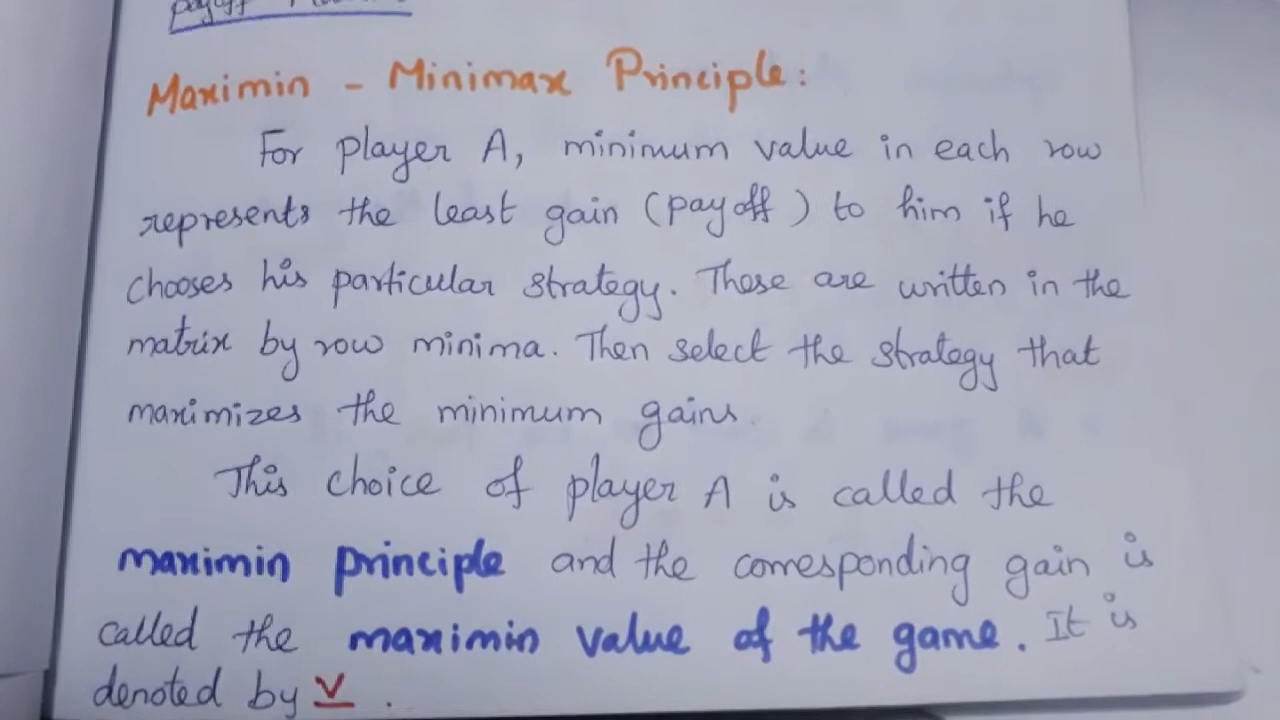 payoff
Maximin - Minimax Principle:
For player A, minimum value in each row
represents the least gain (payoff) to him if he
chooses his particular strategy. These are written in the
matrix by row minima. Then select the strategy that
maximizes the minimum gains.
This choice of player A is called the
maximin principle and the corresponding gain is
called the maximin value of the game. It is
denoted by V̲.